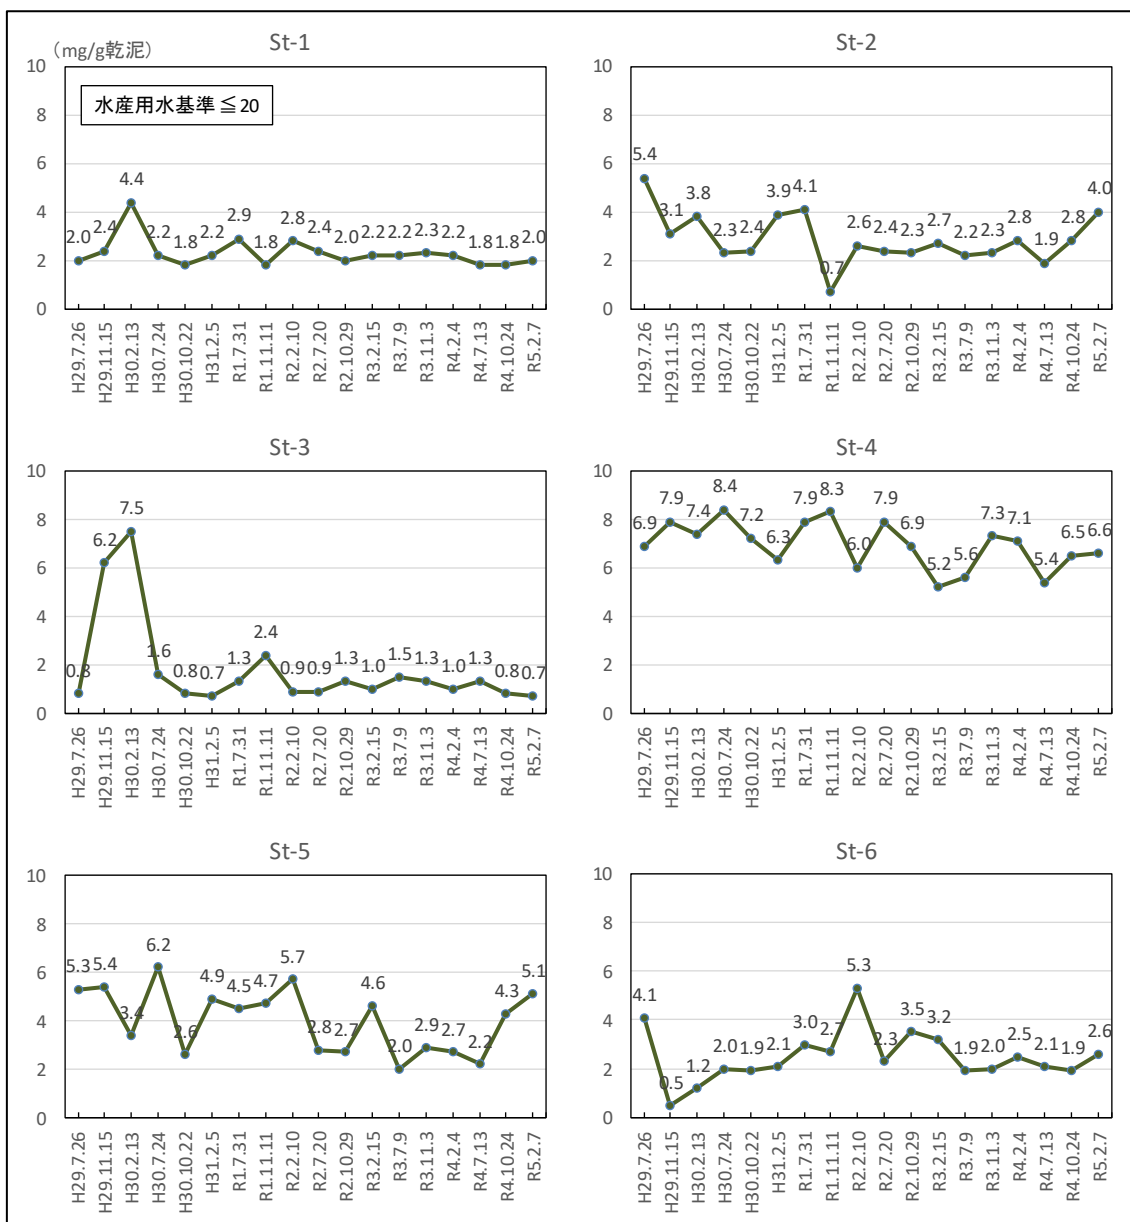 St-1
（mg/g乾泥）
水産用水基準 ≦20
10
8
6
4
2
0
2.0 2.4 4.4 2.2 1.8 2.2 2.9 1.8 2.8 2.4 2.0 2.2 2.2 2.3 2.2 1.8 1.8 2.0
H29.7.26 H29.11.15 H30.2.13 H30.7.24 H30.10.22 H31.2.5 R1.7.31 R1.11.11 R2.2.10 R2.7.20 R2.10.29 R3.2.15 R3.7.9 R3.11.3 R4.2.4 R4.7.13 R4.10.24 R5.2.7
St-2
10
8
6
4
2
0
5.4 3.1 3.8 2.3 2.4 3.9 4.1 0.7 2.6 2.4 2.3 2.7 2.2 2.3 2.8 1.9 2.8 4.0
H29.7.26 H29.11.15 H30.2.13 H30.7.24 H30.10.22 H31.2.5 R1.7.31 R1.11.11 R2.2.10 R2.7.20 R2.10.29 R3.2.15 R3.7.9 R3.11.3 R4.2.4 R4.7.13 R4.10.24 R5.2.7
St-3
10
8
6
4
2
0
0.8 6.2 7.5 1.6 0.8 0.7 1.3 2.4 0.9 0.9 1.3 1.0 1.5 1.3 1.0 1.3 0.8 0.7
H29.7.26 H29.11.15 H30.2.13 H30.7.24 H30.10.22 H31.2.5 R1.7.31 R1.11.11 R2.2.10 R2.7.20 R2.10.29 R3.2.15 R3.7.9 R3.11.3 R4.2.4 R4.7.13 R4.10.24 R5.2.7
St-4
10
8
6
4
2
0
6.9 7.9 7.4 8.4 7.2 6.3 7.9 8.3 6.0 7.9 6.9 5.2 5.6 7.3 7.1 5.4 6.5 6.6
H29.7.26 H29.11.15 H30.2.13 H30.7.24 H30.10.22 H31.2.5 R1.7.31 R1.11.11 R2.2.10 R2.7.20 R2.10.29 R3.2.15 R3.7.9 R3.11.3 R4.2.4 R4.7.13 R4.10.24 R5.2.7
St-5
10
8
6
4
2
0
5.3 5.4 3.4 6.2 2.6 4.9 4.5 4.7 5.7 2.8 2.7 4.6 2.0 2.9 2.7 2.2 4.3 5.1
H29.7.26 H29.11.15 H30.2.13 H30.7.24 H30.10.22 H31.2.5 R1.7.31 R1.11.11 R2.2.10 R2.7.20 R2.10.29 R3.2.15 R3.7.9 R3.11.3 R4.2.4 R4.7.13 R4.10.24 R5.2.7
St-6
10
8
6
4
2
0
4.1 0.5 1.2 2.0 1.9 2.1 3.0 2.7 5.3 2.3 3.5 3.2 1.9 2.0 2.5 2.1 1.9 2.6
H29.7.26 H29.11.15 H30.2.13 H30.7.24 H30.10.22 H31.2.5 R1.7.31 R1.11.11 R2.2.10 R2.7.20 R2.10.29 R3.2.15 R3.7.9 R3.11.3 R4.2.4 R4.7.13 R4.10.24 R5.2.7